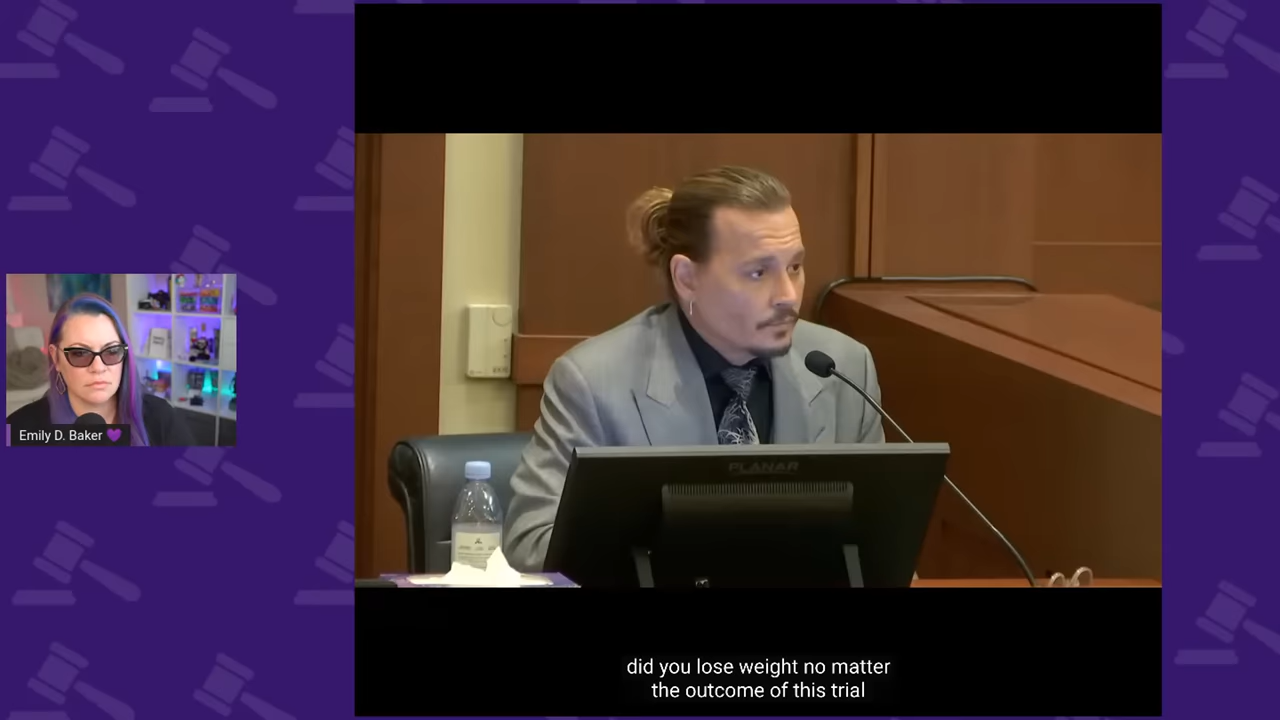 Emily D. Baker 💜
PLANAR
did you lose weight no matter
the outcome of this trial